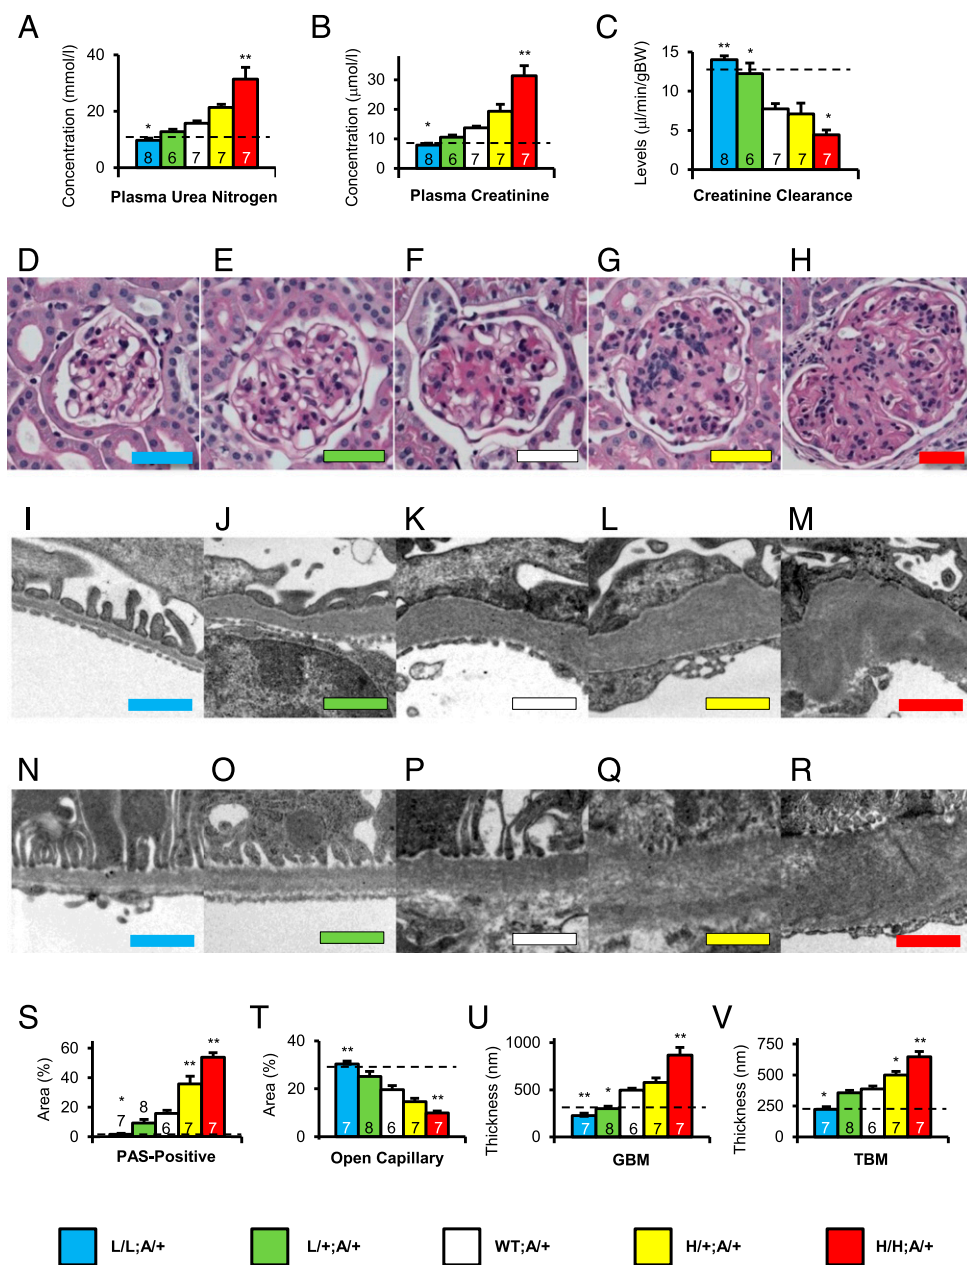 A
B
C
Concentration (mmol/l)
40
20
0
*
**
8
6
7
7
7
Plasma Urea Nitrogen
Concentration (µmol/l)
30
20
10
0
*
**
8
6
7
7
7
Plasma Creatinine
Levels (µl/min/gBW)
15
10
5
0
**
*
*
8
6
7
7
7
Creatinine Clearance
D
E
F
G
H
I
J
K
L
M
N
O
P
Q
R
S
T
U
V
Area (%)
60
40
20
0
*
**
**
7
8
6
7
7
PAS-Positive
Area (%)
40
20
0
**
**
7
8
6
7
7
Open Capillary
Thickness (nm)
1000
500
0
**
*
**
7
8
6
7
7
GBM
Thickness (nm)
750
500
250
0
*
*
**
7
8
6
7
7
TBM
L/L;A/+
L/+;A/+
WT;A/+
H/+;A/+
H/H;A/+